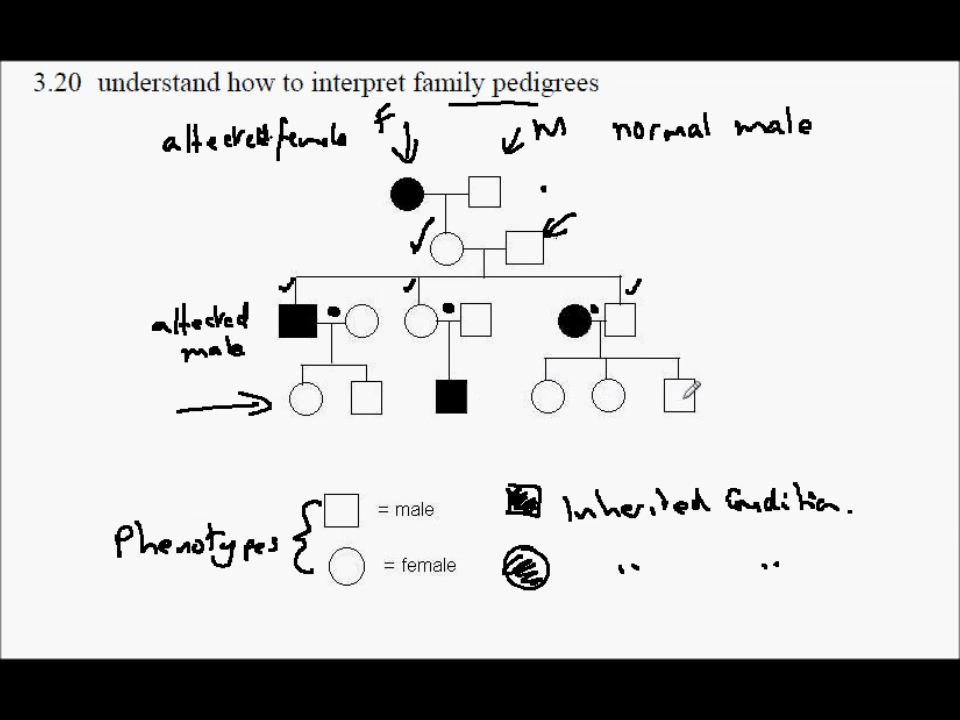 3.20 understand how to interpret family pedigrees
affected female F M normal male
affected
male
= male
= female
Phenotypes
Inherited Condition.